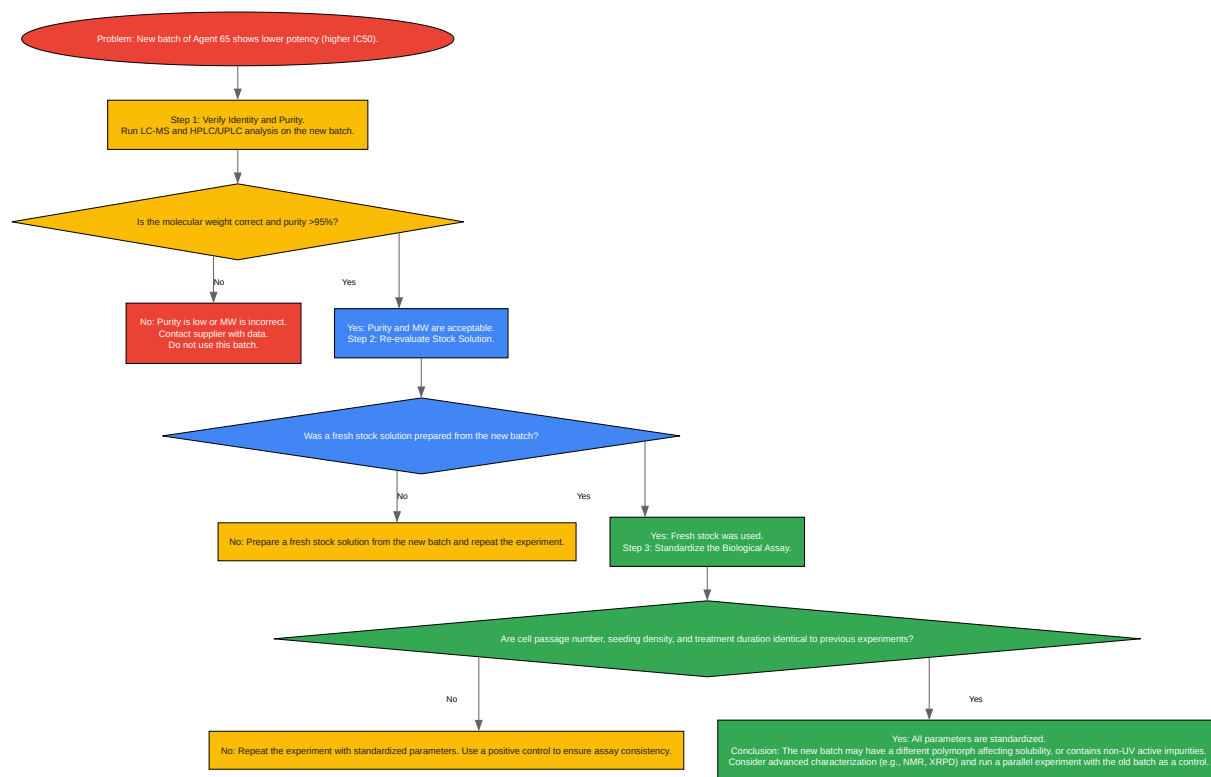 Problem: New batch of Agent 65 shows lower potency (higher IC50).
Step 1: Verify Identity and Purity.
Run LC-MS and HPLC/UPLC analysis on the new batch.
Is the molecular weight correct and purity >95%?
No
Yes
No: Purity is low or MW is incorrect.
Contact supplier with data.
Do not use this batch.
Yes: Purity and MW are acceptable.
Step 2: Re-evaluate Stock Solution.
Was a fresh stock solution prepared from the new batch?
No
Yes
No: Prepare a fresh stock solution from the new batch and repeat the experiment.
Yes: Fresh stock was used.
Step 3: Standardize the Biological Assay.
Are cell passage number, seeding density, and treatment duration identical to previous experiments?
No
Yes
No: Repeat the experiment with standardized parameters. Use a positive control to ensure assay consistency.
Yes: All parameters are standardized.
Conclusion: The new batch may have a different polymorph affecting solubility, or contains non-UV active impurities.
Consider advanced characterization (e.g., NMR, XRPD) and run a parallel experiment with the old batch as a control.